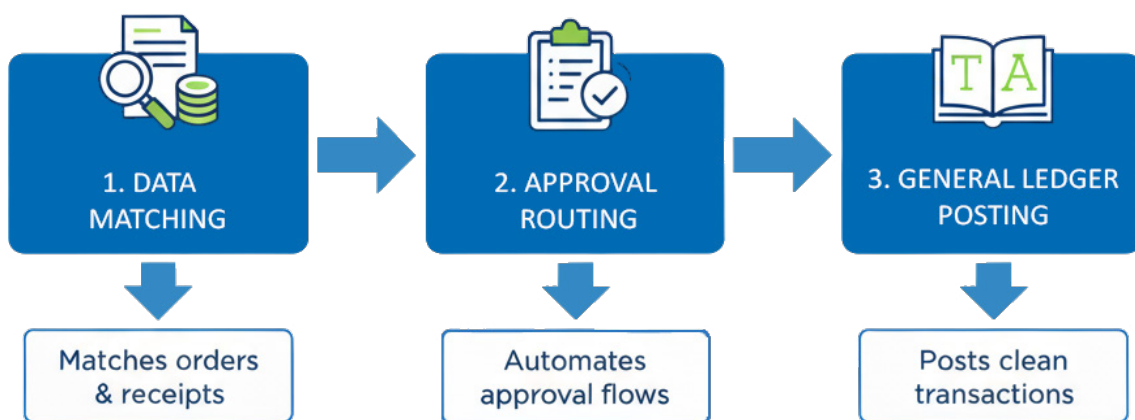 T A
1. DATA
MATCHING
2. APPROVAL
ROUTING
3. GENERAL LEDGER
POSTING
Matches orders
& receipts
Automates
approval flows
Posts clean
transactions